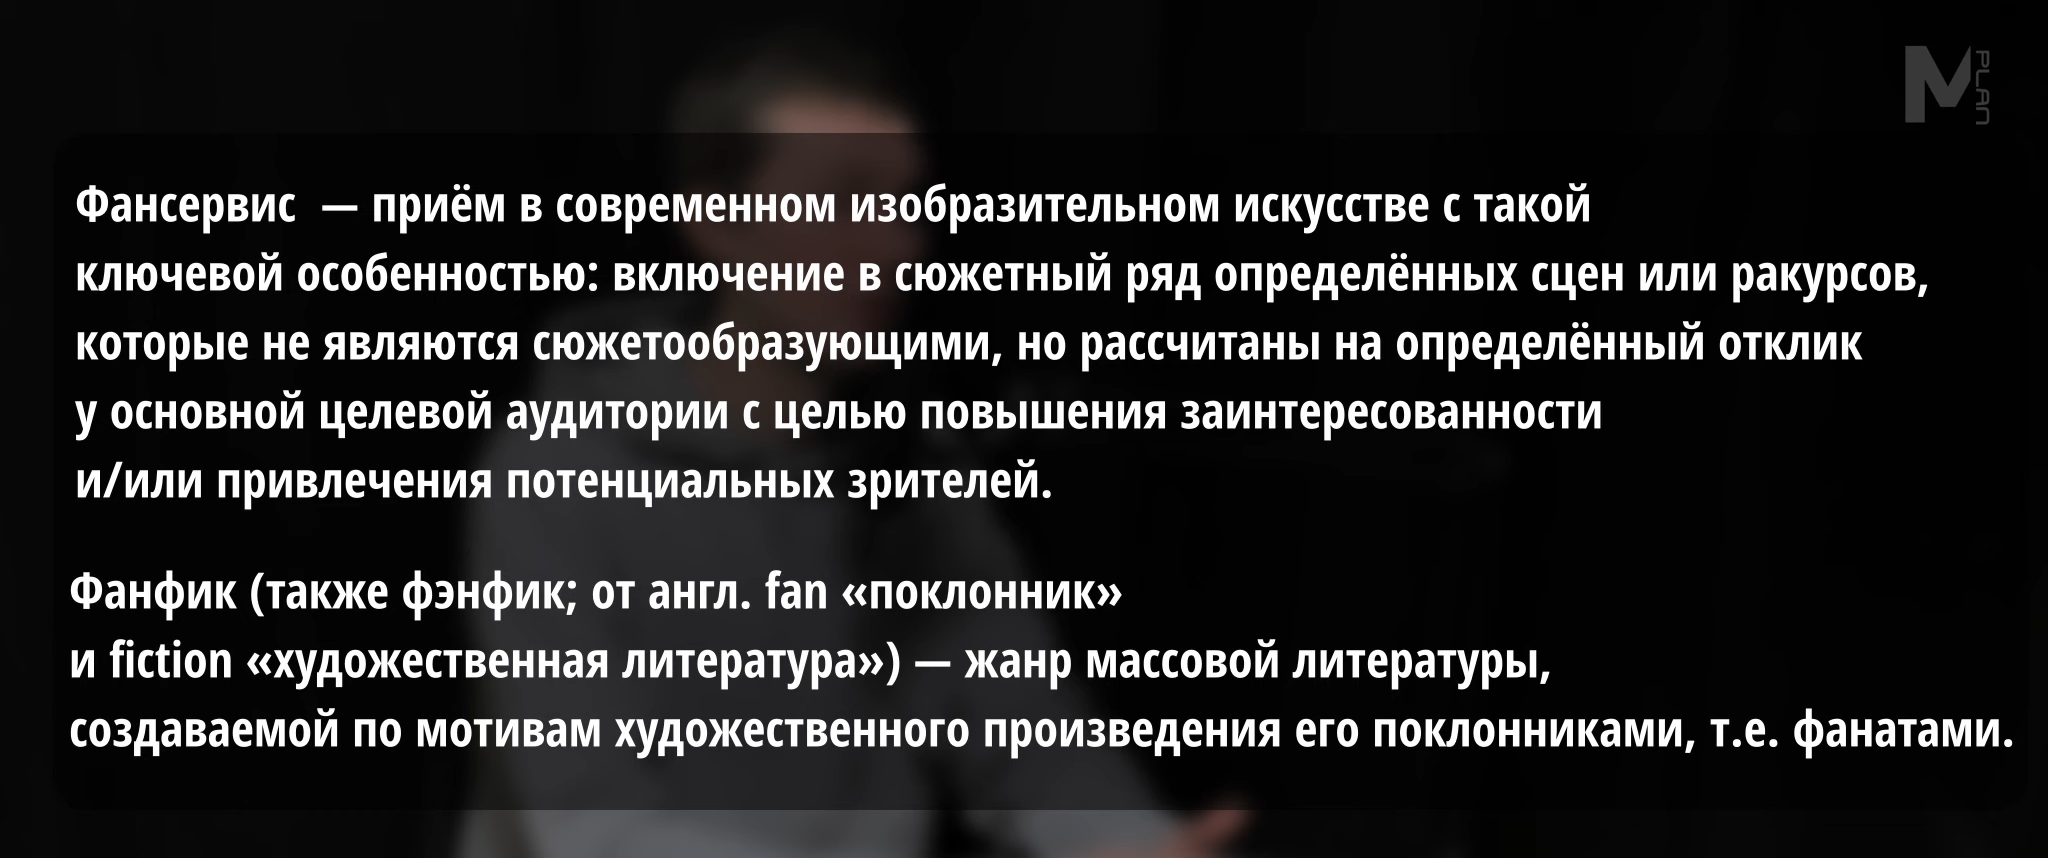 M PLAN
Фансервис — приём в современном изобразительном искусстве с такой
ключевой особенностью: включение в сюжетный ряд определённых сцен или ракурсов,
которые не являются сюжетообразующими, но рассчитаны на определённый отклик
у основной целевой аудитории с целью повышения заинтересованности
и/или привлечения потенциальных зрителей.
Фанфик (также фэнфик; от англ. fan «поклонник»
и fiction «художественная литература») — жанр массовой литературы,
создаваемой по мотивам художественного произведения его поклонниками, т.е. фанатами.